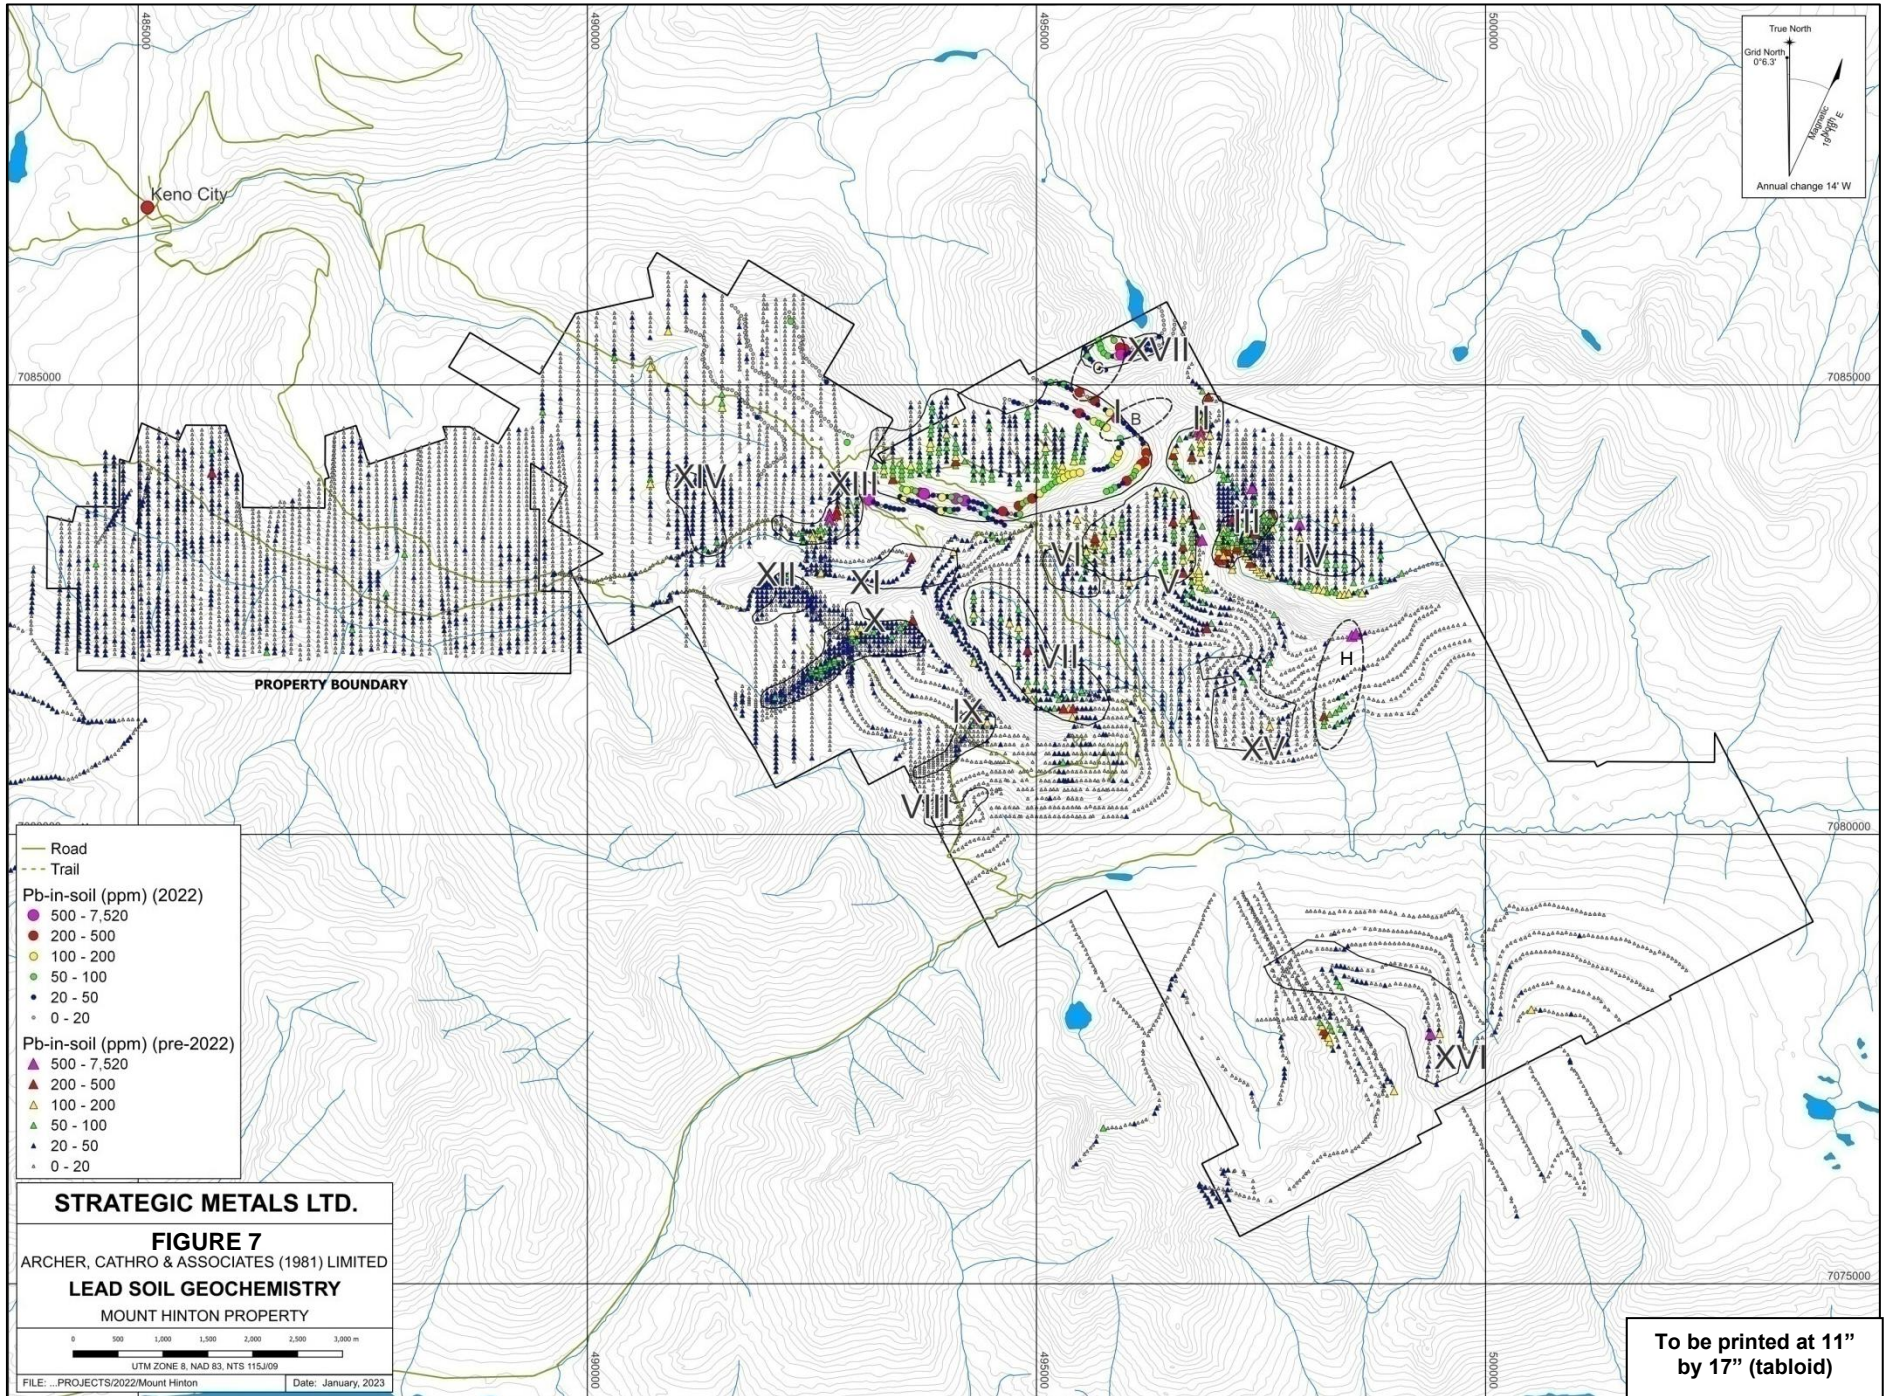 485000
490000
495000
500000
True North
Grid North
0°6.3'
Magnetic
North
19° 19' E
Annual change 14' W
Keno City
7085000
7085000
XVII
C
I
B
II
XIV
XIII
III
IV
VI
V
XII
XI
X
VII
H
IX
XV
VIII
PROPERTY BOUNDARY
7080000
XVI
7075000
Road
Trail
Pb-in-soil (ppm) (2022)
500 - 7,520
200 - 500
100 - 200
50 - 100
20 - 50
0 - 20
Pb-in-soil (ppm) (pre-2022)
500 - 7,520
200 - 500
100 - 200
50 - 100
20 - 50
0 - 20
STRATEGIC METALS LTD.
FIGURE 7
ARCHER, CATHRO & ASSOCIATES (1981) LIMITED
LEAD SOIL GEOCHEMISTRY
MOUNT HINTON PROPERTY
0 500 1,000 1,500 2,000 2,500 3,000 m
UTM ZONE 8, NAD 83, NTS 115J/09
FILE: ...PROJECTS/2022/Mount Hinton
Date: January, 2023
490000
495000
500000
To be printed at 11”
by 17” (tabloid)